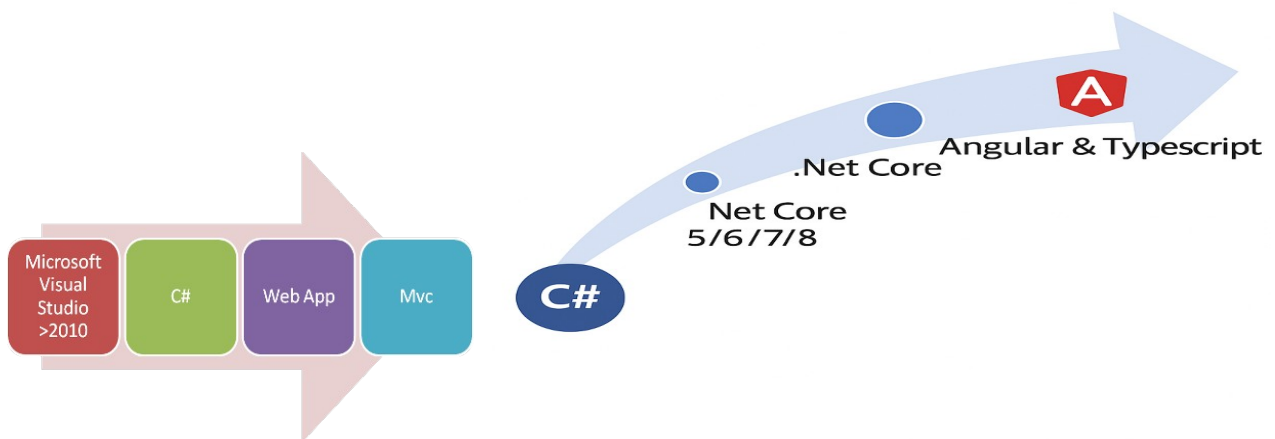 Microsoft
Visual
Studio
>2010
C#
Web App
Mvc
C#
Net Core
5/6/7/8
.Net Core
A
Angular & Typescript